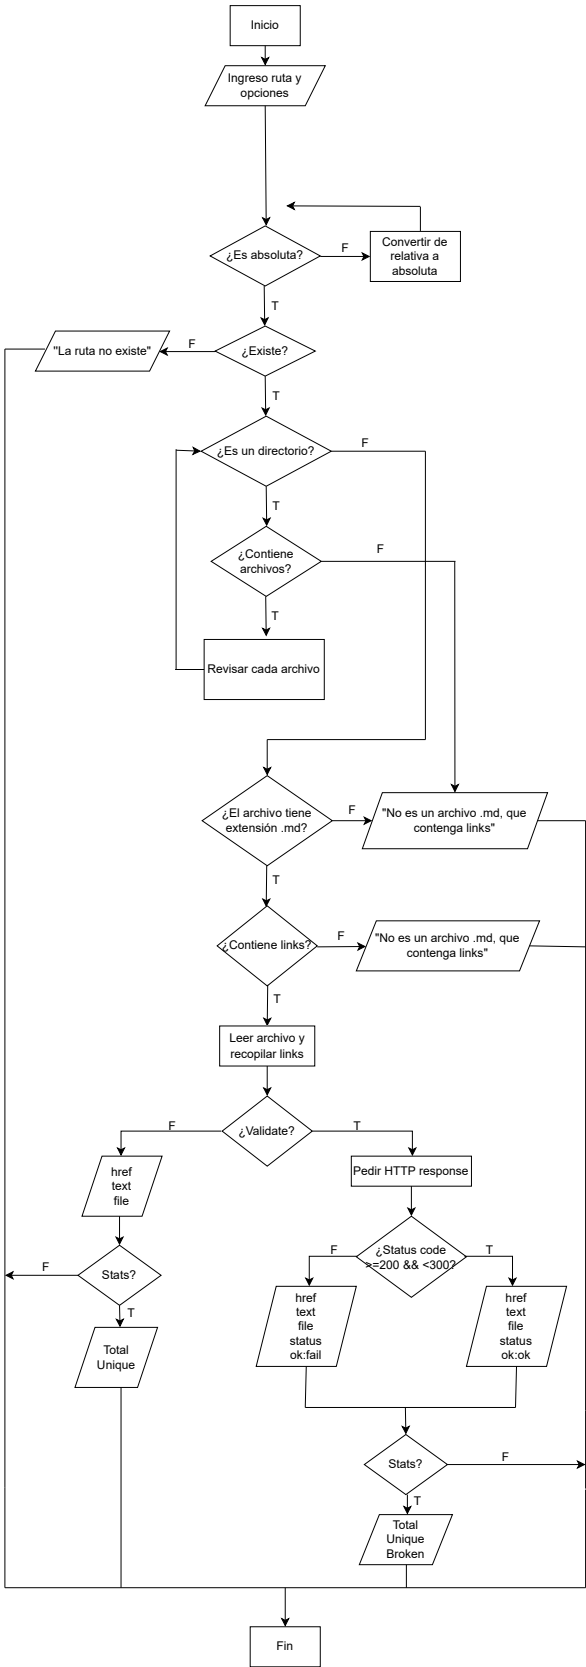 Inicio
Ingreso ruta y
opciones
¿Es absoluta?
F
Convertir de
relativa a
absoluta
T
"La ruta no existe"
F
¿Existe?
T
¿Es un directorio?
F
T
¿Contiene
archivos?
F
T
Revisar cada archivo
¿El archivo tiene
extensión .md?
F
"No es un archivo .md, que
contenga links"
T
¿Contiene links?
F
"No es un archivo .md, que
contenga links"
T
Leer archivo y
recopilar links
F
¿Validate?
T
href
text
file
Pedir HTTP response
F
Stats?
T
Total
Unique
F
¿Status code
>=200 && <300?
T
href
text
file
status
ok:fail
href
text
file
status
ok:ok
Stats?
F
T
Total
Unique
Broken
Fin